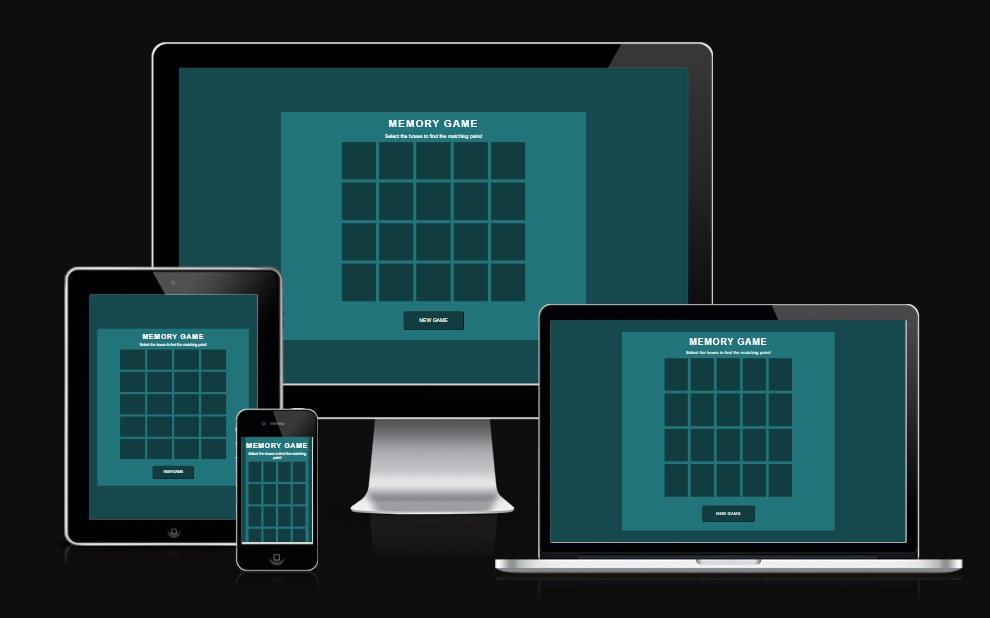 MEMORY GAME
Select the boxes to find the matching pairs!
NEW GAME
MEMORY GAME
Select the boxes to find the matching pairs!
NEW GAME
MEMORY GAME
Select the boxes to find the matching
pairs!
MEMORY GAME
Select the boxes to find the matching pairs!
NEW GAME